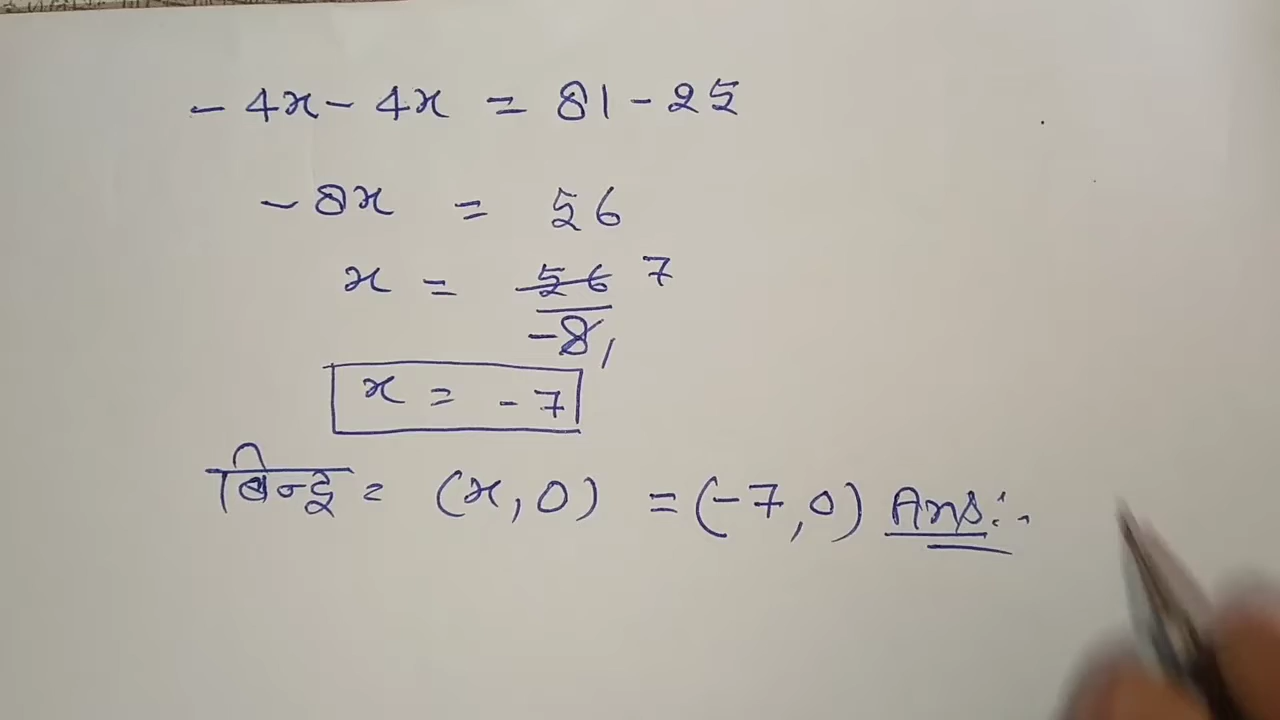 - 4x - 4x = 81 - 25
- 8x = 56
x = 56 7
-8 1
x = - 7
बिन्दू = (x, 0) = (-7, 0) Ans:-